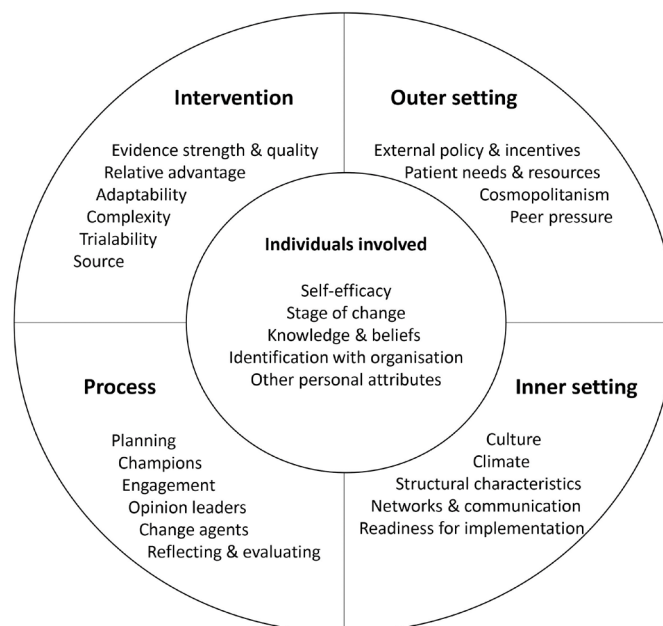 Intervention
Evidence strength & quality
Relative advantage
Adaptability
Complexity
Trialability
Source
Outer setting
External policy & incentives
Patient needs & resources
Cosmopolitanism
Peer pressure
Individuals involved
Self-efficacy
Stage of change
Knowledge & beliefs
Identification with organisation
Other personal attributes
Process
Planning
Champions
Engagement
Opinion leaders
Change agents
Reflecting & evaluating
Inner setting
Culture
Climate
Structural characteristics
Networks & communication
Readiness for implementation